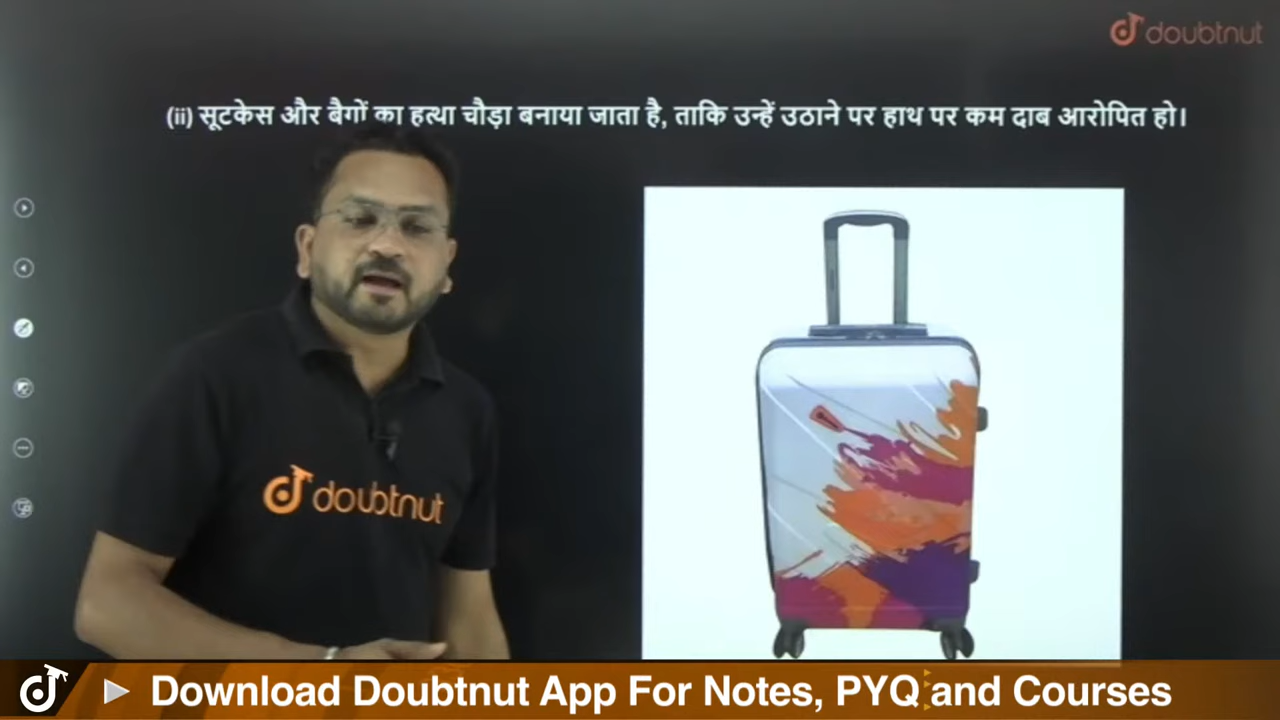 doubtnut
(ii) सूटकेस और बैगों का हत्था चौड़ा बनाया जाता है, ताकि उन्हें उठाने पर हाथ पर कम दाब आरोपित हो।
doubtnut
Download Doubtnut App For Notes, PYQ and Courses